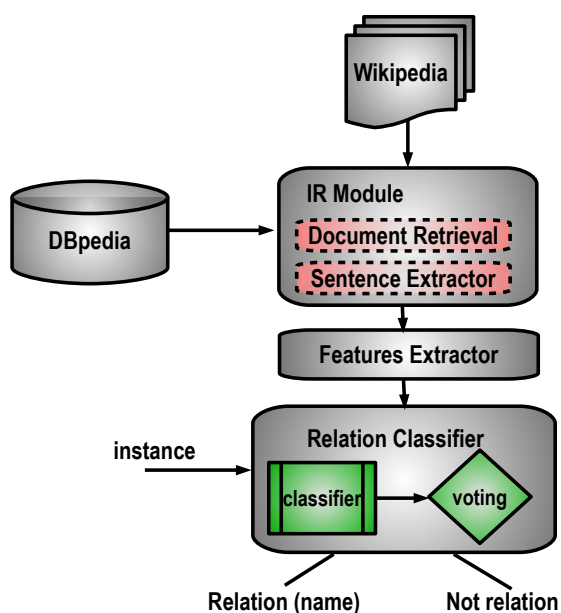 Wikipedia
IR Module
DBpedia
Document Retrieval
Sentence Extractor
Features Extractor
Relation Classifier
instance
classifier
voting
Relation (name)
Not relation